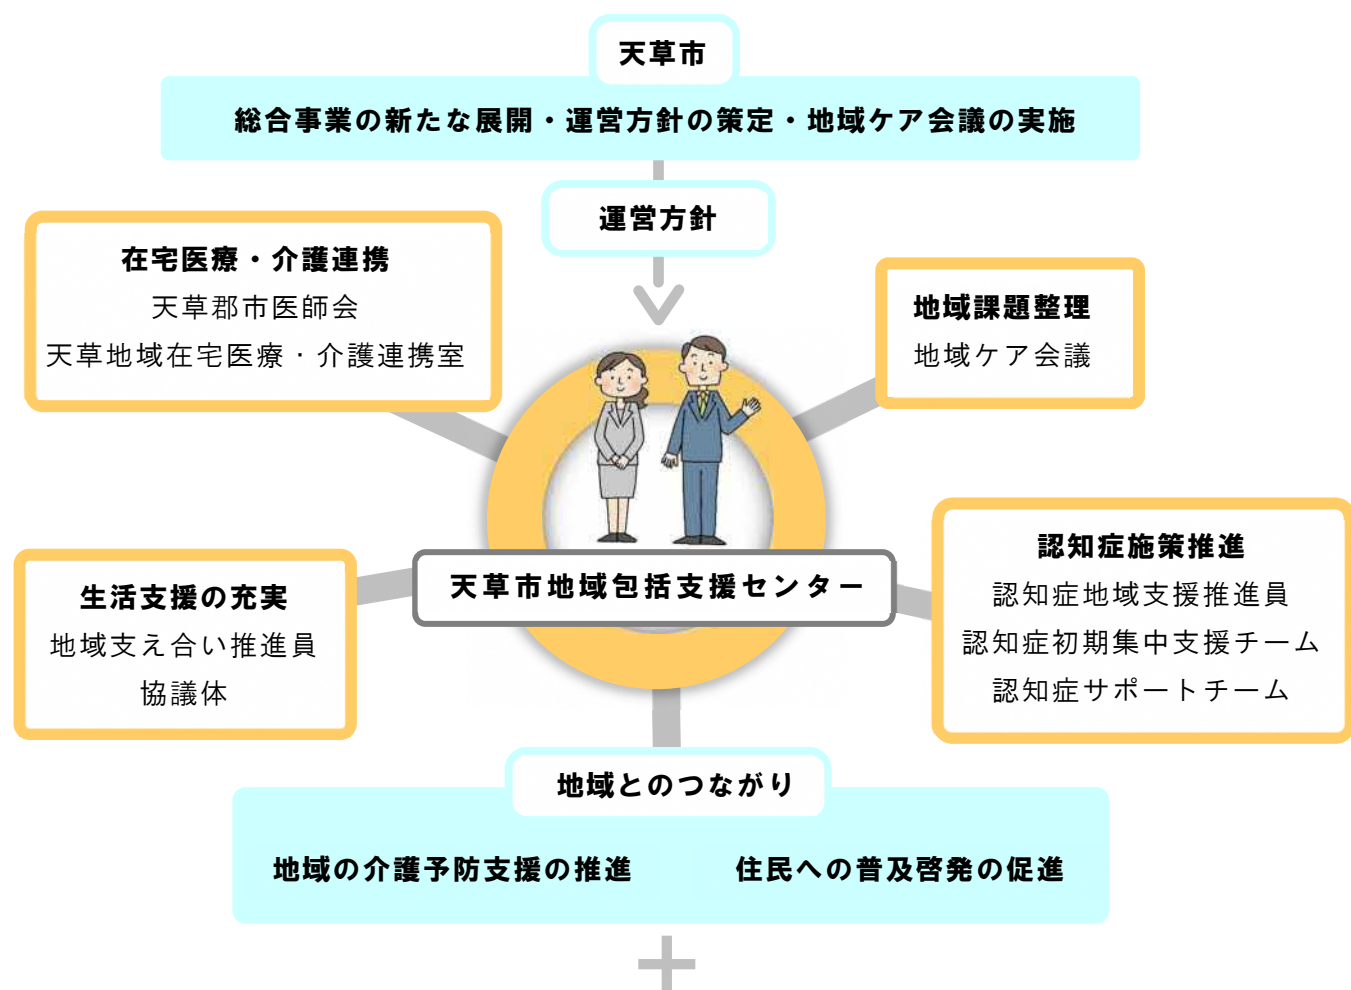 天草市
総合事業の新たな展開・運営方針の策定・地域ケア会議の実施
運営方針
在宅医療・介護連携
天草郡市医師会
天草地域在宅医療・介護連携室
地域課題整理
地域ケア会議
天草市地域包括支援センター
生活支援の充実
地域支え合い推進員
協議体
認知症施策推進
認知症地域支援推進員
認知症初期集中支援チーム
認知症サポートチーム
地域とのつながり
地域の介護予防支援の推進
住民への普及啓発の促進